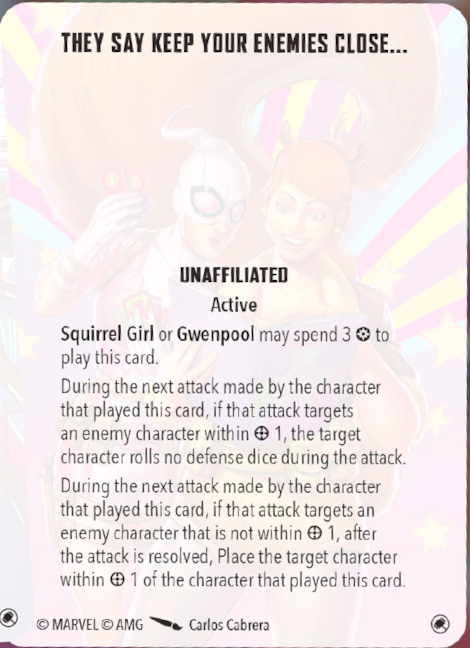 THEY SAY KEEP YOUR ENEMIES CLOSE...
UNAFFILIATED
Active
Squirrel Girl or Gwenpool may spend 3 to
play this card.
During the next attack made by the character
that played this card, if that attack targets
an enemy character within 1, the target
character rolls no defense dice during the attack.
During the next attack made by the character
that played this card, if that attack targets an
enemy character that is not within 1, after
the attack is resolved, Place the target character
within 1 of the character that played this card.
© MARVEL © AMG Carlos Cabrera